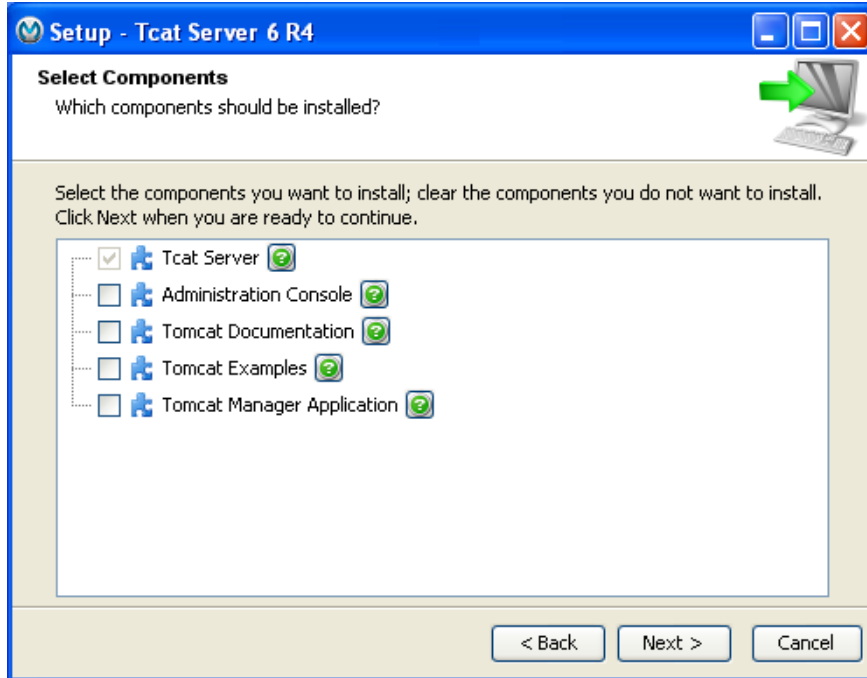 Setup - Tcat Server 6 R4
Select Components
Which components should be installed?
Select the components you want to install; clear the components you do not want to install.
Click Next when you are ready to continue.
Tcat Server
Administration Console
Tomcat Documentation
Tomcat Examples
Tomcat Manager Application
< Back Next > Cancel